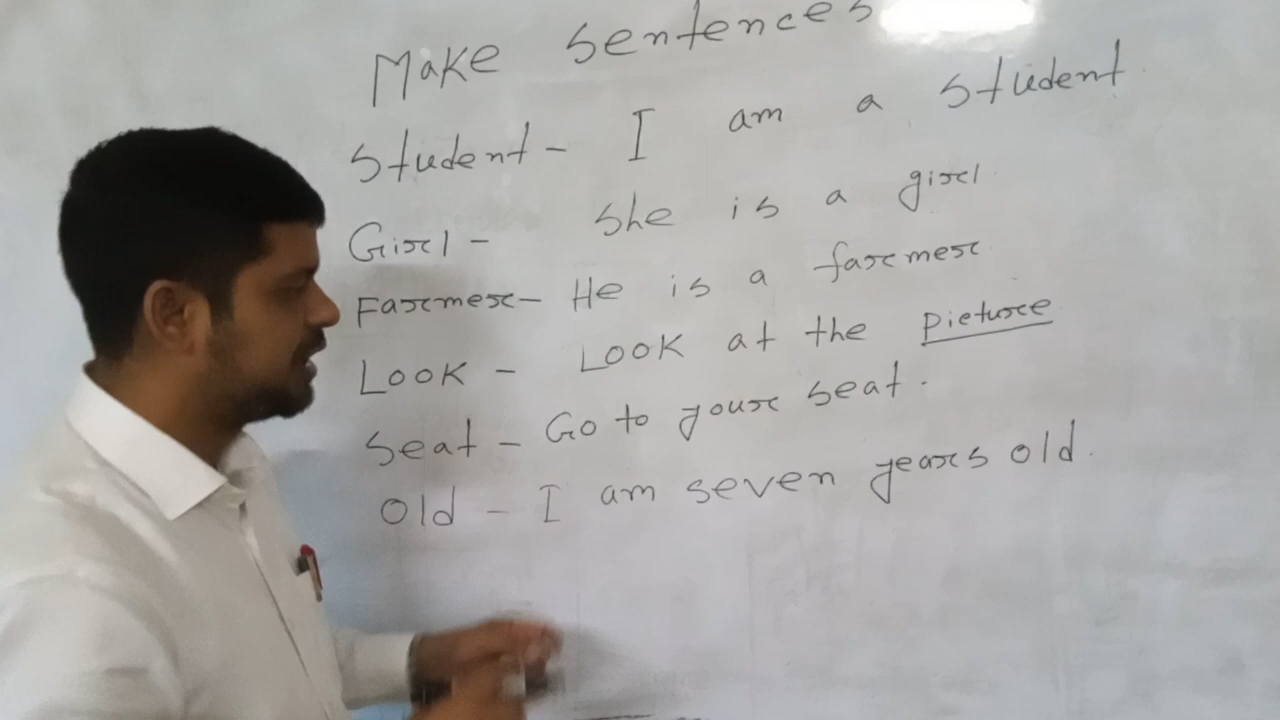 Make sentences
Student - I am a student
Girl - She is a girl.
Farmer - He is a farmer.
Look - Look at the picture
Seat - Go to your seat.
Old - I am seven years old.